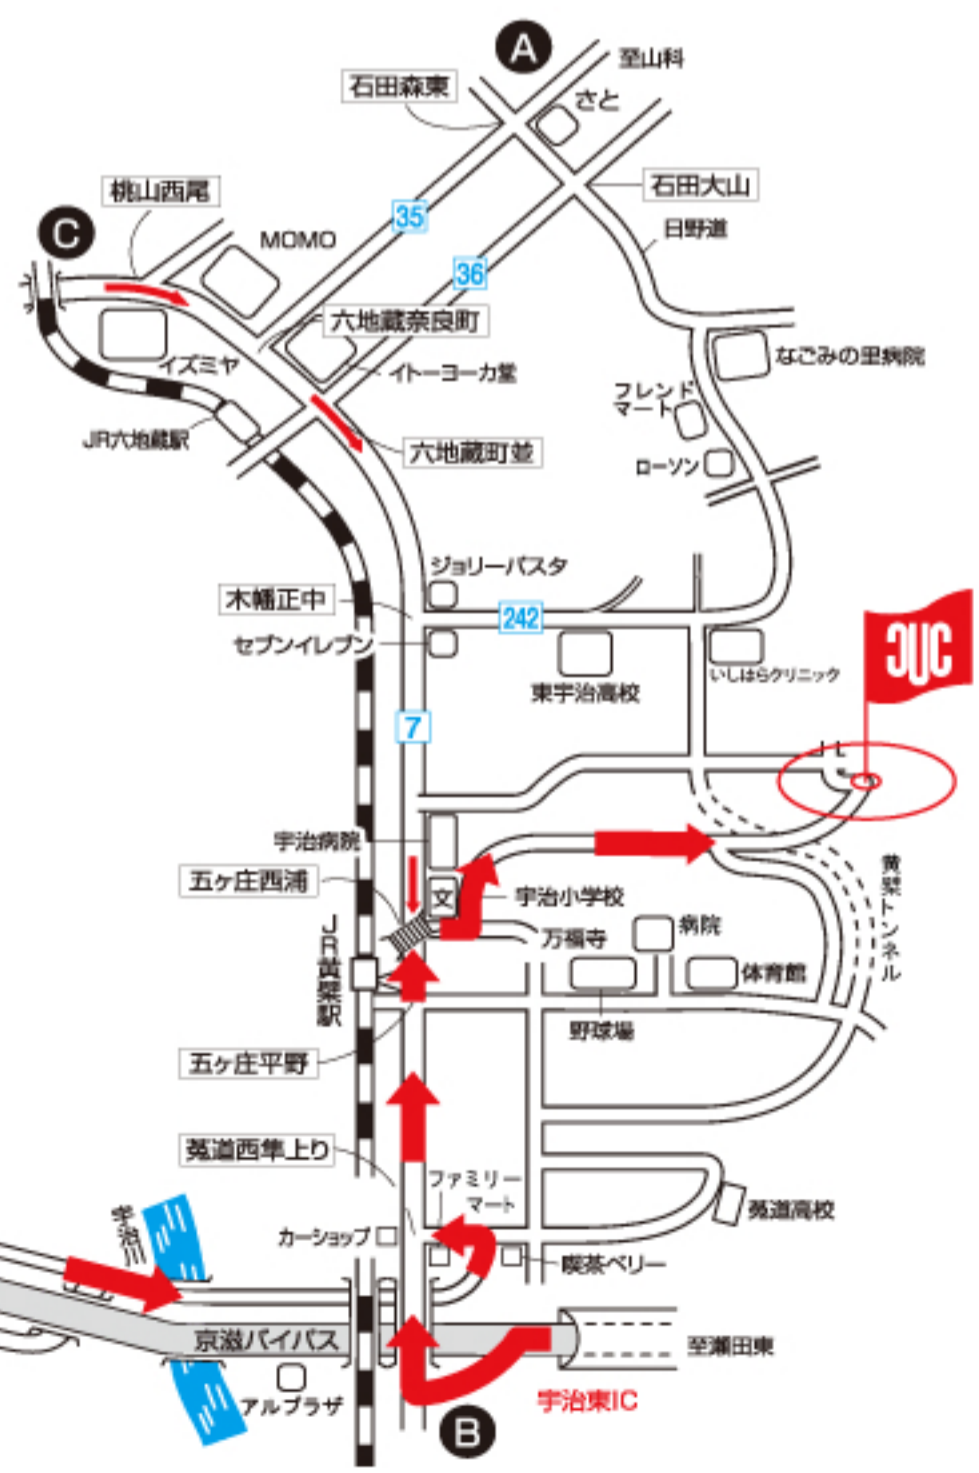 A
至山科
石田森東
さと
桃山西尾
石田大山
C
35
日野道
MOMO
36
六地蔵奈良町
イズミヤ
イトーヨーカ堂
なごみの里病院
フレンド
マート
JR六地蔵駅
六地蔵町並
ローソン
ジョリーパスタ
木幡正中
242
セブンイレブン
東宇治高校
いしはらクリニック
CUC
7
宇治病院
五ヶ庄西浦
文
宇治小学校
黄檗トンネル
JR黄檗駅
万福寺
病院
体育館
野球場
五ヶ庄平野
莵道西隼上り
ファミリー
マート
宇治川
カーショップ
莵道高校
喫茶ベリー
京滋バイパス
至瀬田東
アルプラザ
宇治東IC
B